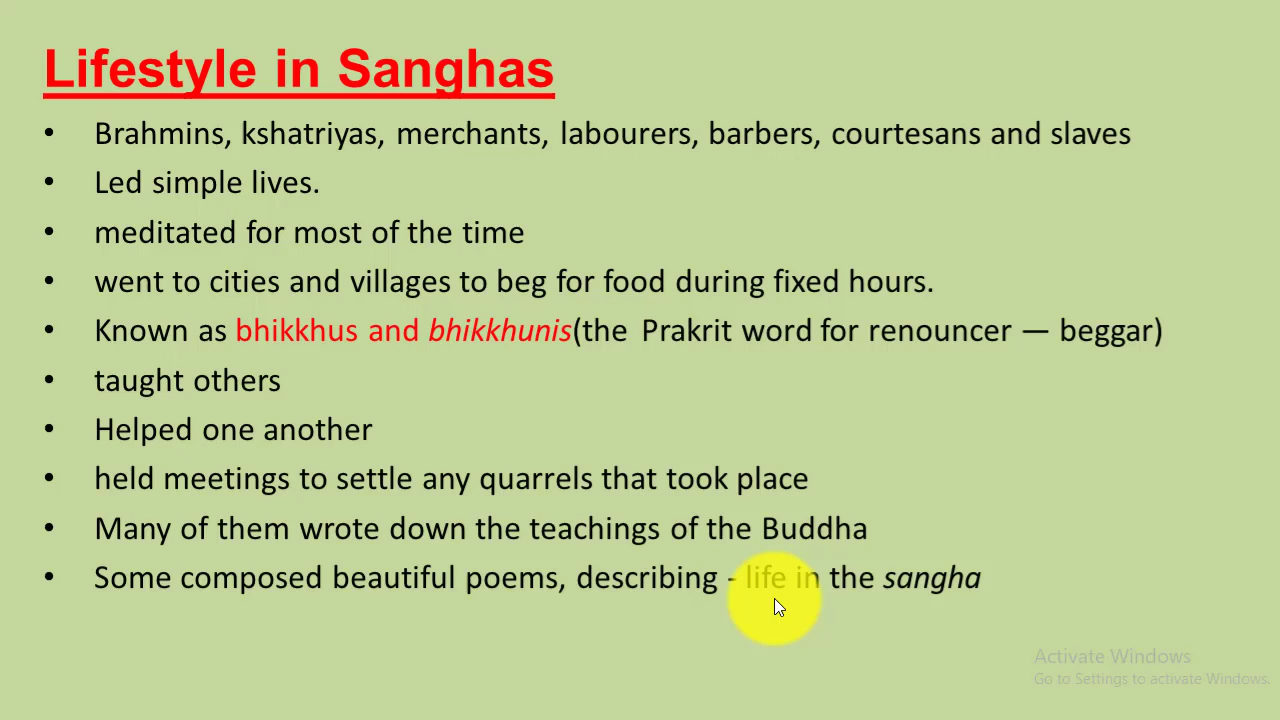 Lifestyle in Sanghas
• Brahmins, kshatriyas, merchants, labourers, barbers, courtesans and slaves
• Led simple lives.
• meditated for most of the time
• went to cities and villages to beg for food during fixed hours.
• Known as bhikkhus and bhikkhunis(the Prakrit word for renouncer — beggar)
• taught others
• Helped one another
• held meetings to settle any quarrels that took place
• Many of them wrote down the teachings of the Buddha
• Some composed beautiful poems, describing - life in the sangha
Activate Windows
Go to Settings to activate Windows.